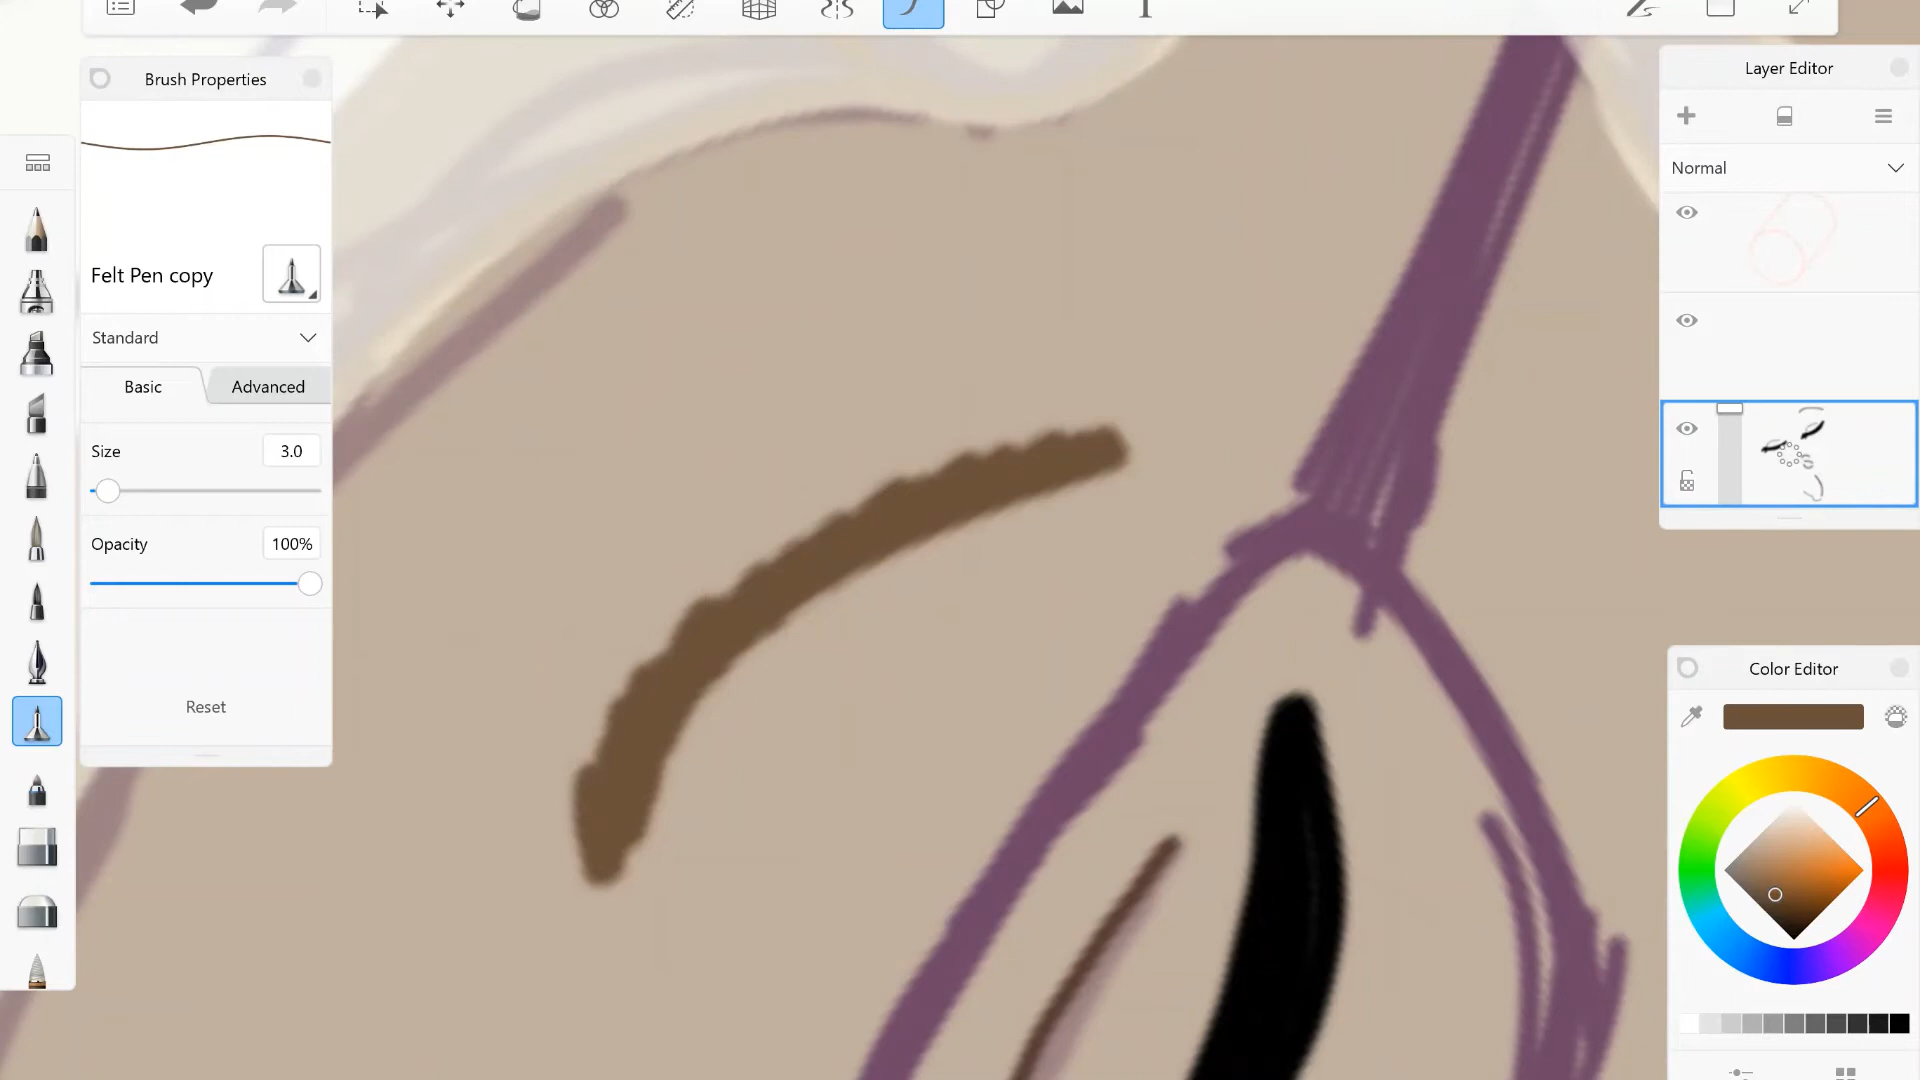 Brush Properties
Felt Pen copy
Standard
Basic Advanced
Size 3.0
Opacity 100%
Reset
Layer Editor
Normal
Color Editor